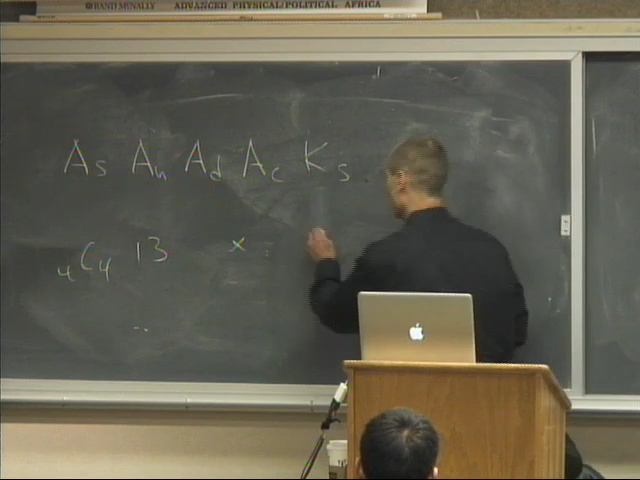 RAND MCNALLY ADVANCED PHYSICAL/POLITICAL AFRICA
As Ah Ad Ac Ks
4C4 13 ×